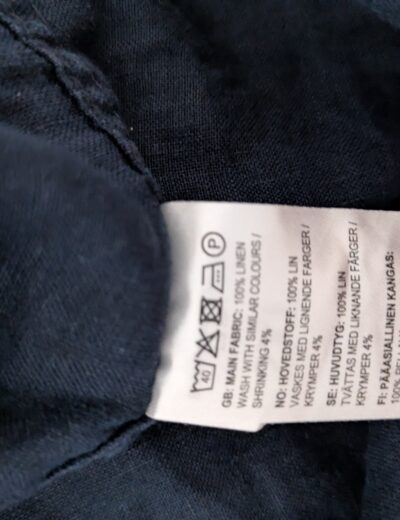 40 P
GB: MAIN FABRIC: 100% LINEN
WASH WITH SIMILAR COLOURS /
SHRINKING 4%
NO: HOVEDSTOFF: 100% LIN
VASKES MED LIGNENDE FARGER /
KRYMPER 4%
SE: HUVUDTYG: 100% LIN
TVÄTTAS MED LIKNANDE FÄRGER /
KRYMPER 4%
FI: PÄÄASIALLINEN KANGAS: